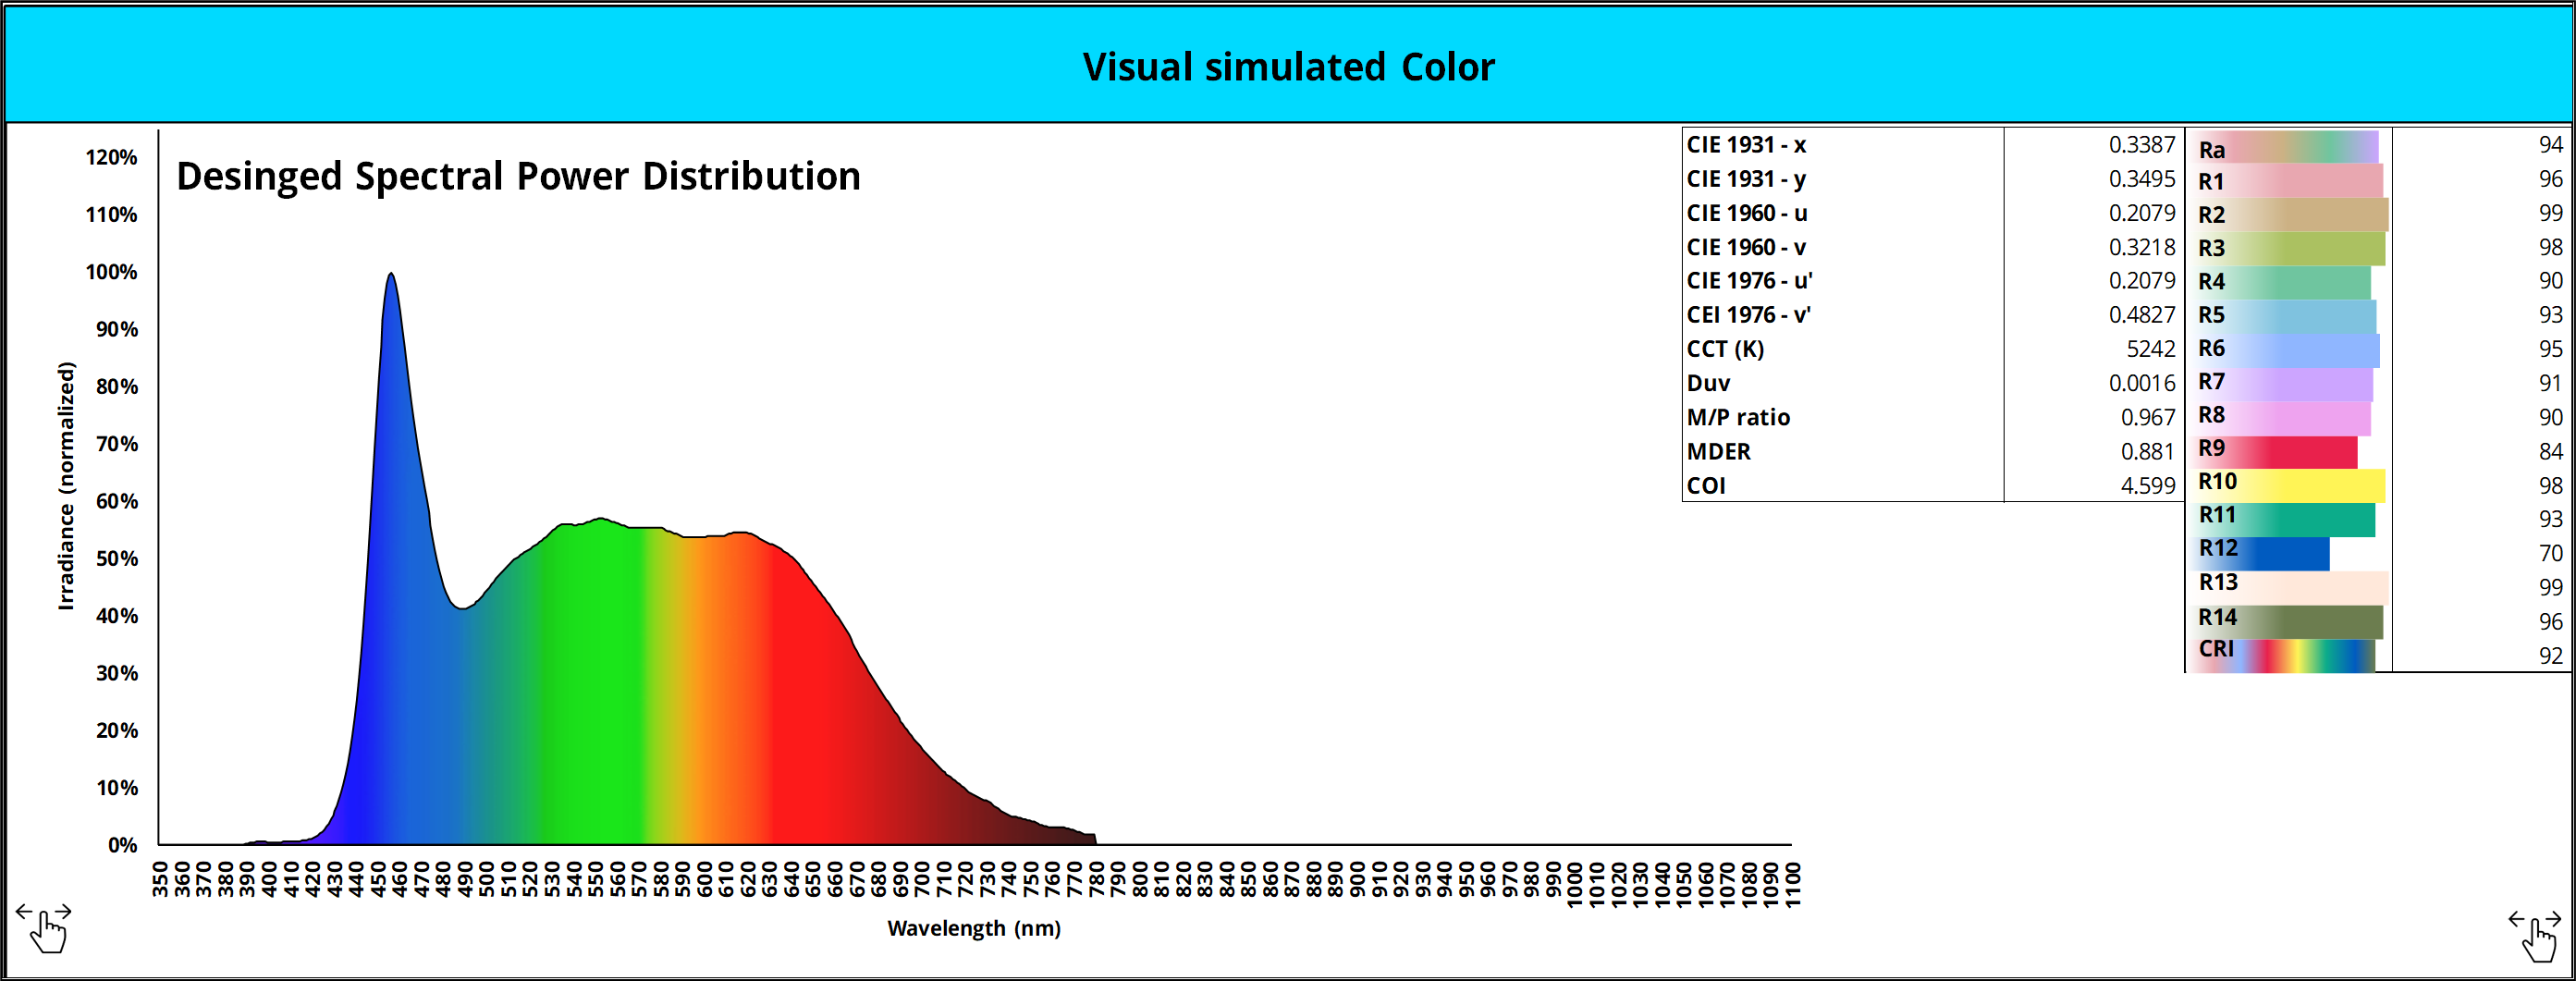 Visual simulated Color
Desinged Spectral Power Distribution
Irradiance (normalized)
120%
110%
100%
90%
80%
70%
60%
50%
40%
30%
20%
10%
0%
350 360 370 380 390 400 410 420 430 440 450 460 470 480 490 500 510 520 530 540 550 560 570 580 590 600 610 620 630 640 650 660 670 680 690 700 710 720 730 740 750 760 770 780 790 800 810 820 830 840 850 860 870 880 890 900 910 920 930 940 950 960 970 980 990 1000 1010 1020 1030 1040 1050 1060 1070 1080 1090 1100
Wavelength (nm)
CIE 1931 - x 0.3387
CIE 1931 - y 0.3495
CIE 1960 - u 0.2079
CIE 1960 - v 0.3218
CIE 1976 - u' 0.2079
CEI 1976 - v' 0.4827
CCT (K) 5242
Duv 0.0016
M/P ratio 0.967
MDER 0.881
COI 4.599
Ra 94
R1 96
R2 99
R3 98
R4 90
R5 93
R6 95
R7 91
R8 90
R9 84
R10 98
R11 93
R12 70
R13 99
R14 96
CRI 92